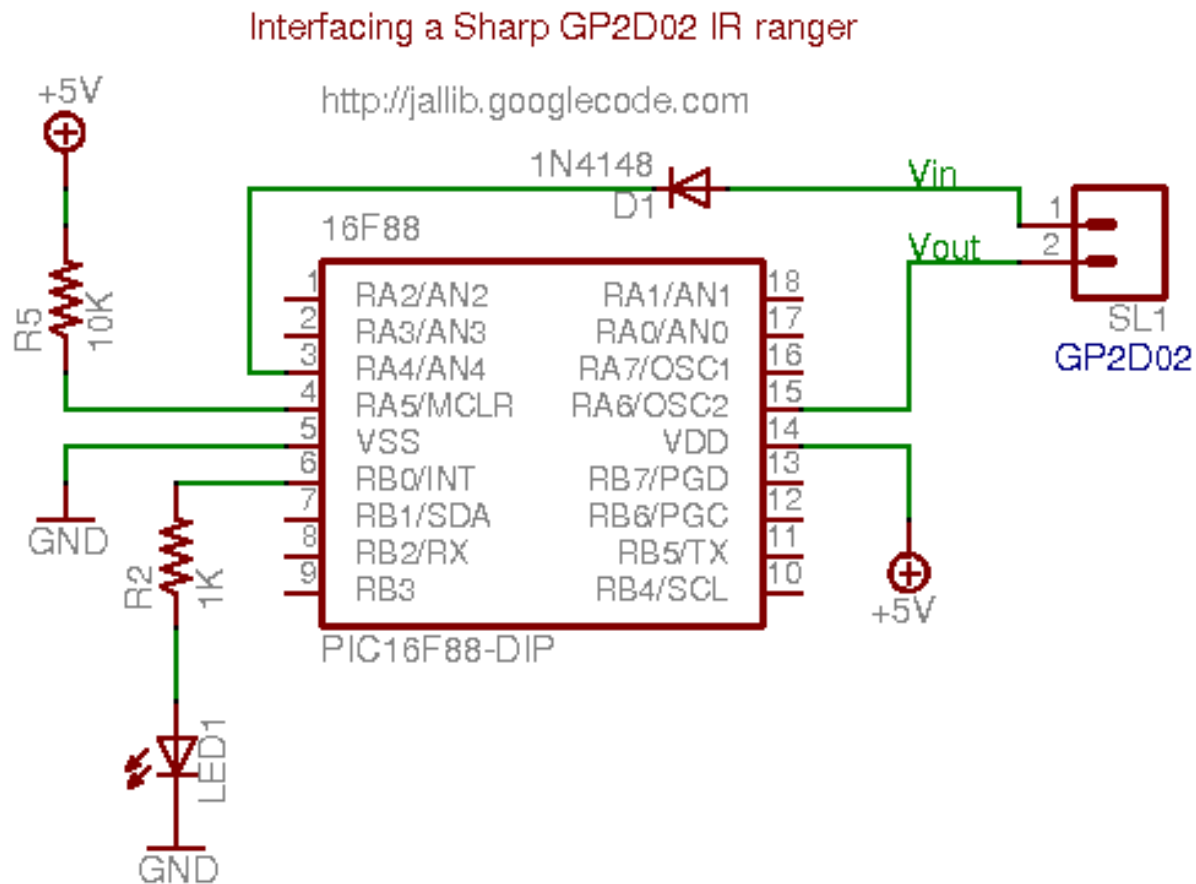 Interfacing a Sharp GP2D02 IR ranger
+5V
http://jallib.googlecode.com
1N4148
D1
Vin
Vout
1
2
SL1
GP2D02
16F88
R5
10K
1 RA2/AN2 RA1/AN1 18
2 RA3/AN3 RA0/AN0 17
3 RA4/AN4 RA7/OSC1 16
4 RA5/MCLR RA6/OSC2 15
5 VSS VDD 14
6 RB0/INT RB7/PGD 13
7 RB1/SDA RB6/PGC 12
8 RB2/RX RB5/TX 11
9 RB3 RB4/SCL 10
PIC16F88-DIP
GND
R2
1K
+5V
LED1
GND